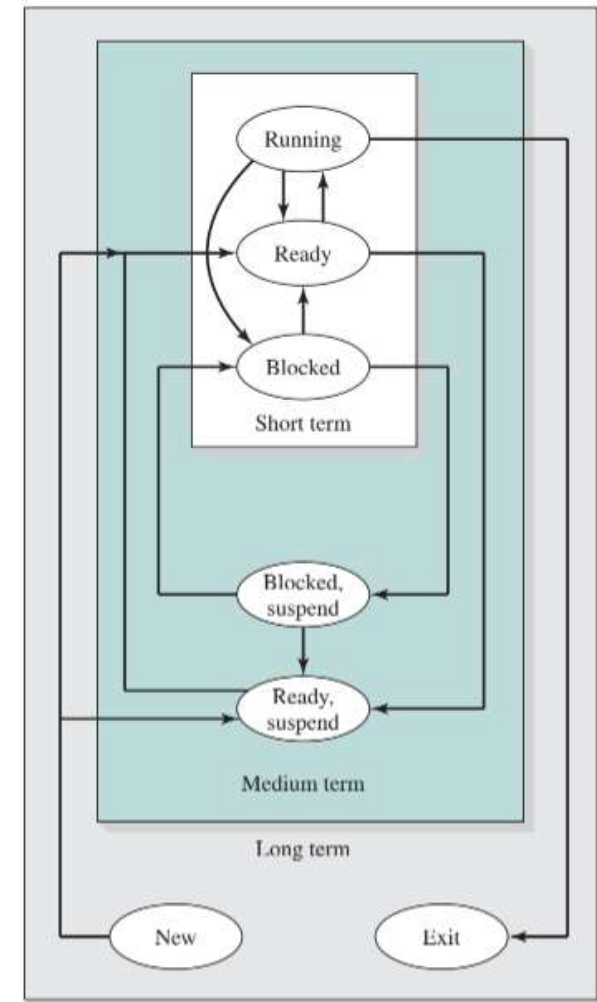 Running
Ready
Blocked
Short term
Blocked,
suspend
Ready,
suspend
Medium term
Long term
New
Exit